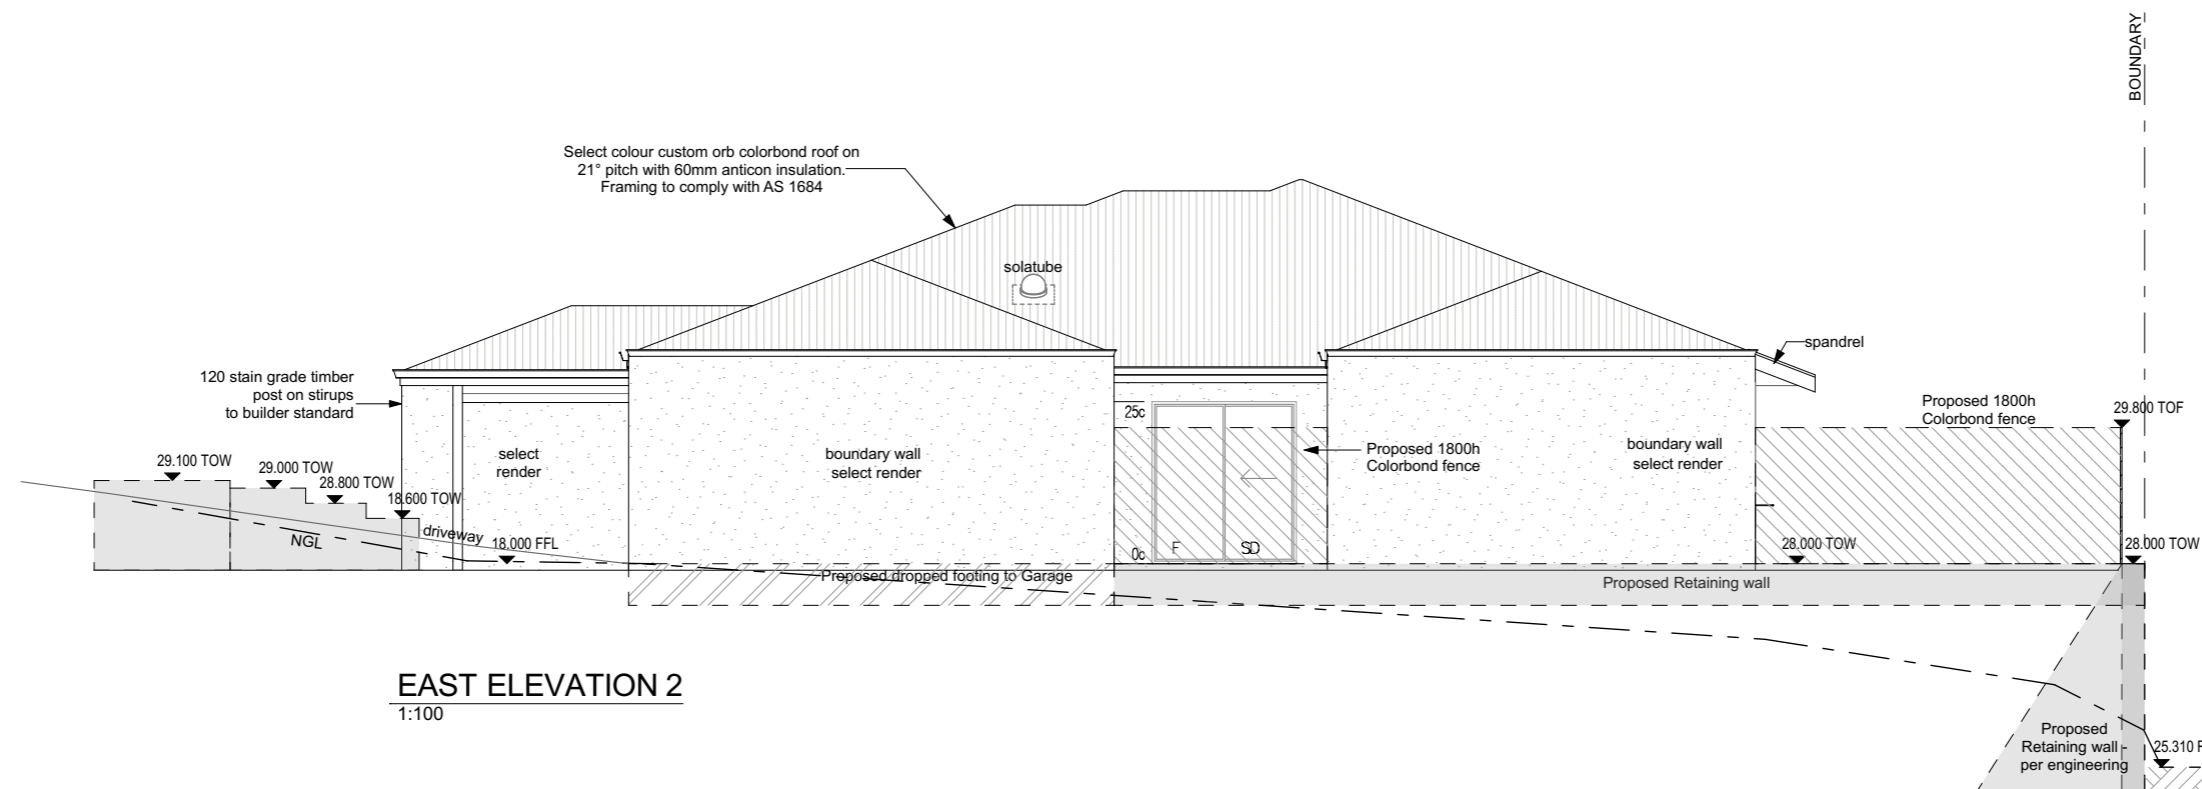 BOUNDARY
Select colour custom orb colorbond roof on
21° pitch with 60mm anticon insulation.
Framing to comply with AS 1684
solatube
spandrel
120 stain grade timber
post on stirups
to builder standard
Proposed 1800h
Colorbond fence
29.800 TOF
25c
select
render
boundary wall
select render
Proposed 1800h
Colorbond fence
boundary wall
select render
29.100 TOW
29.000 TOW
28.800 TOW
18.600 TOW
driveway
NGL
18.000 FFL
0c
F
SD
28.000 TOW
28.000 TOW
Proposed dropped footing to Garage
Proposed Retaining wall
EAST ELEVATION 2
1:100
Proposed
Retaining wall -
per engineering
25.310 F